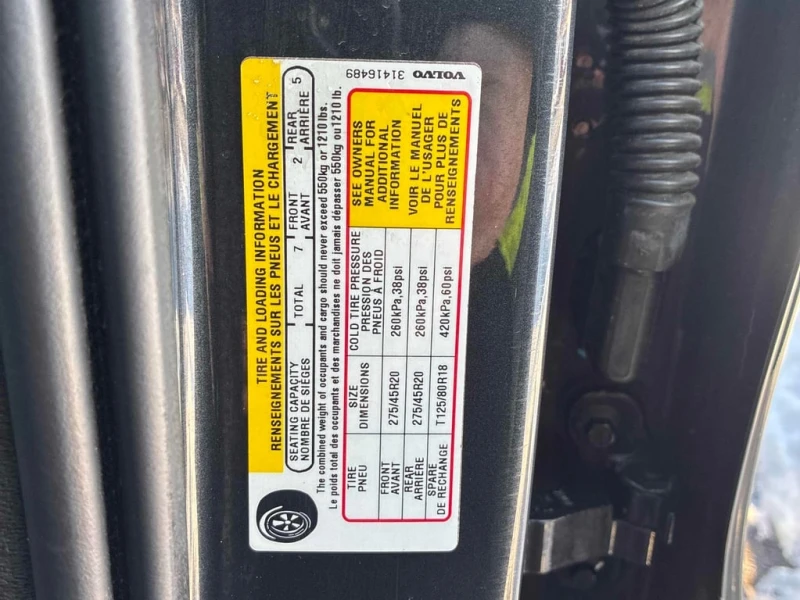 TIRE AND LOADING INFORMATION
RENSEIGNEMENTS SUR LES PNEUS ET LE CHARGEMENT
SEATING CAPACITY
NOMBRE DE SIÈGES
TOTAL 7
FRONT
AVANT
2
REAR
ARRIÈRE
5
The combined weight of occupants and cargo should never exceed 550kg or 1210 lbs.
Le poids total des occupants et des marchandises ne doit jamais dépasser 550kg ou 1210 lb.
TIRE
PNEU
SIZE
DIMENSIONS
COLD TIRE PRESSURE
PRESSION DES
PNEUS À FROID
FRONT
AVANT
275/45R20
260kPa,38psi
REAR
ARRIÈRE
275/45R20
260kPa,38psi
SPARE
DE RECHANGE
T125/80R18
420kPa,60psi
SEE OWNERS
MANUAL FOR
ADDITIONAL
INFORMATION
VOIR LE MANUEL
DE L'USAGER
POUR PLUS DE
RENSEIGNEMENTS
VOLVO 31416489